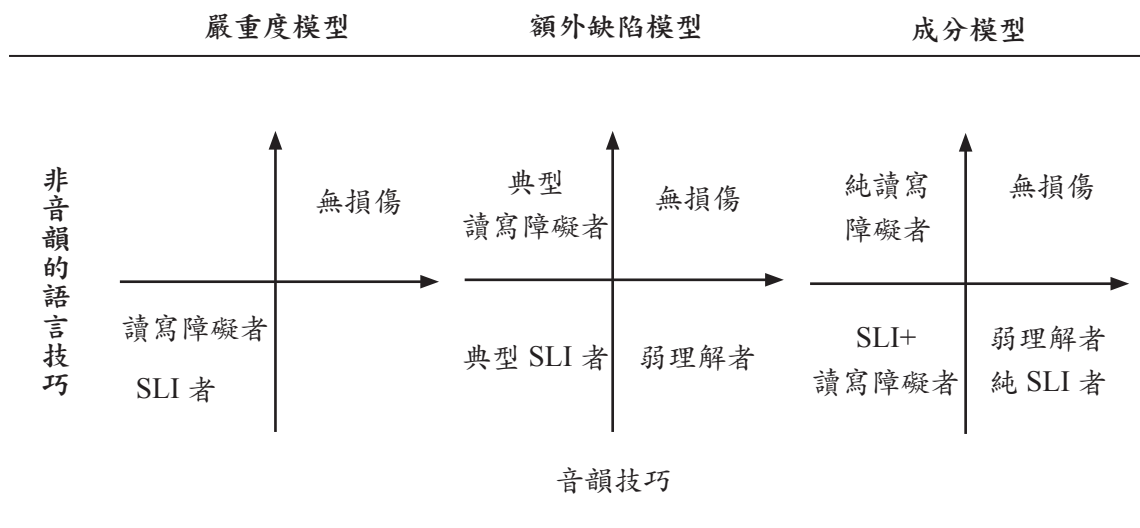 嚴重度模型
額外缺陷模型
成分模型
非音韻的語言技巧
無損傷
讀寫障礙者
SLI 者
典型
讀寫障礙者
無損傷
典型 SLI 者
弱理解者
純讀寫
障礙者
無損傷
SLI+
讀寫障礙者
弱理解者
純 SLI 者
音韻技巧